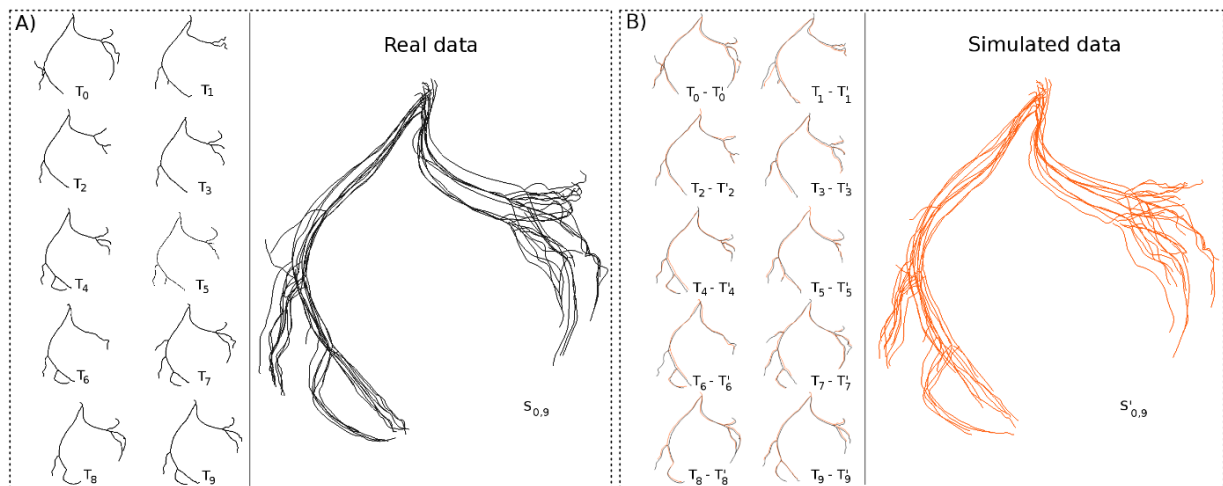 A)
Real data
T0
T1
T2
T3
T4
T5
T6
T7
T8
T9
S0,9
B)
Simulated data
T0 - T'0
T1 - T'1
T2 - T'2
T3 - T'3
T4 - T'4
T5 - T'5
T6 - T'6
T7 - T'7
T8 - T'8
T9 - T'9
S'0,9